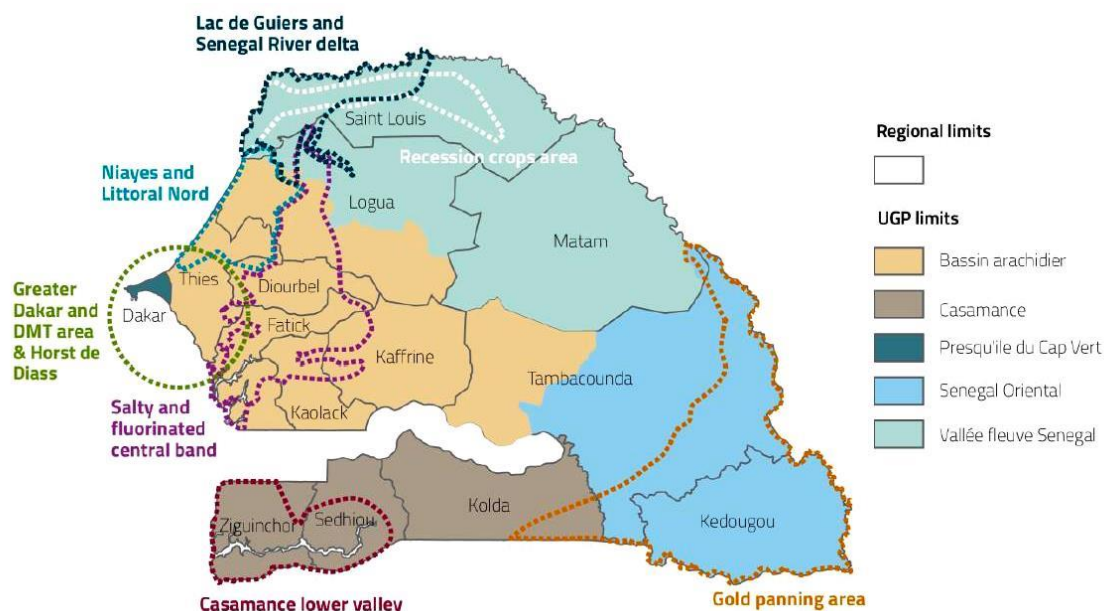 Lac de Guiers and
Senegal River delta
Saint Louis
Recession crops area
Niayes and
Littoral Nord
Logua
Matam
Thies
Diourbel
Greater
Dakar and
DMT area
& Horst de
Diass
Dakar
Fatick
Kaffrine
Tambacounda
Kaolack
Salty and
fluorinated
central band
Kolda
Ziguinchor
Sedhiou
Kedougou
Casamance lower valley
Gold panning area
Regional limits
UGP limits
Bassin arachidier
Casamance
Presqu'ile du Cap Vert
Senegal Oriental
Vallée fleuve Senegal